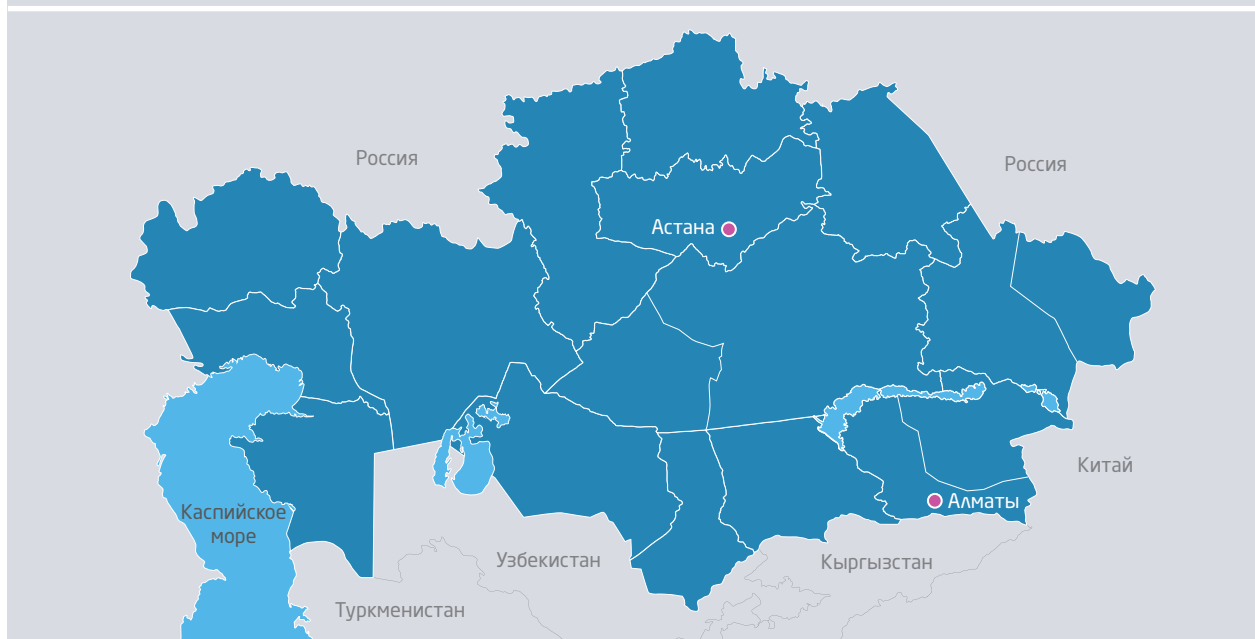 Россия
Россия
Астана
Китай
Алматы
Каспийское
море
Узбекистан
Кыргызстан
Туркменистан